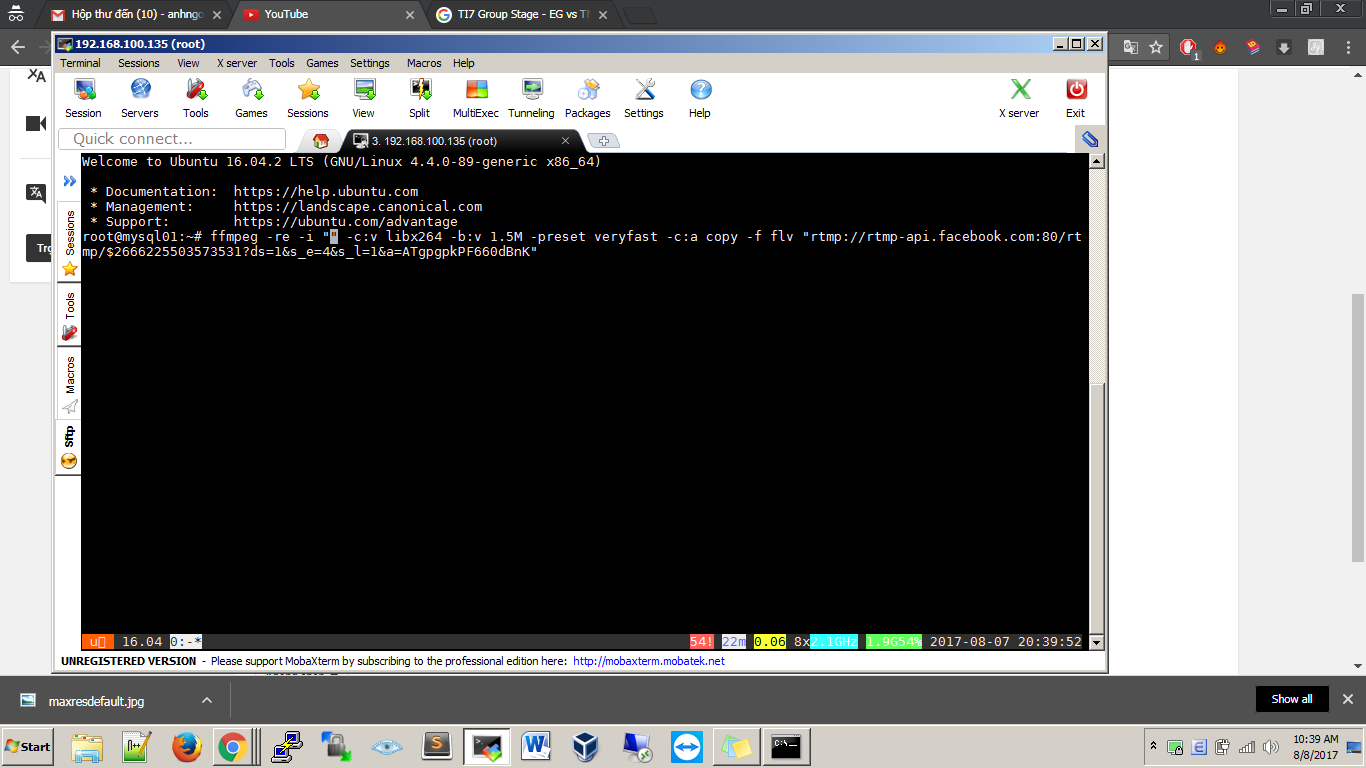 Hộp thư đến (10) - anhngo
YouTube
TI7 Group Stage - EG vs T
192.168.100.135 (root)
Terminal Sessions View X server Tools Games Settings Macros Help
Session Servers Tools Games Sessions View Split MultiExec Tunneling Packages Settings Help X server Exit
Quick connect...
3. 192.168.100.135 (root)
Welcome to Ubuntu 16.04.2 LTS (GNU/Linux 4.4.0-89-generic x86_64)
* Documentation: https://help.ubuntu.com
* Management: https://landscape.canonical.com
* Support: https://ubuntu.com/advantage
root@mysql01:~# ffmpeg -re -i "" -c:v libx264 -b:v 1.5M -preset veryfast -c:a copy -f flv "rtmp://rtmp-api.facebook.com:80/rt
mp/$2666225503573531?ds=1&s_e=4&s_l=1&a=ATgpgpkPF660dBnK"
Sessions
Tools
Macros
Sftp
Trợ
1
u 16.04 0:-* 54! 22m 0.06 8x2.1GHz 1.9G54% 2017-08-07 20:39:52
UNREGISTERED VERSION - Please support MobaXterm by subscribing to the professional edition here: http://mobaxterm.mobatek.net
maxresdefault.jpg
Show all
Start
10:39 AM
8/8/2017